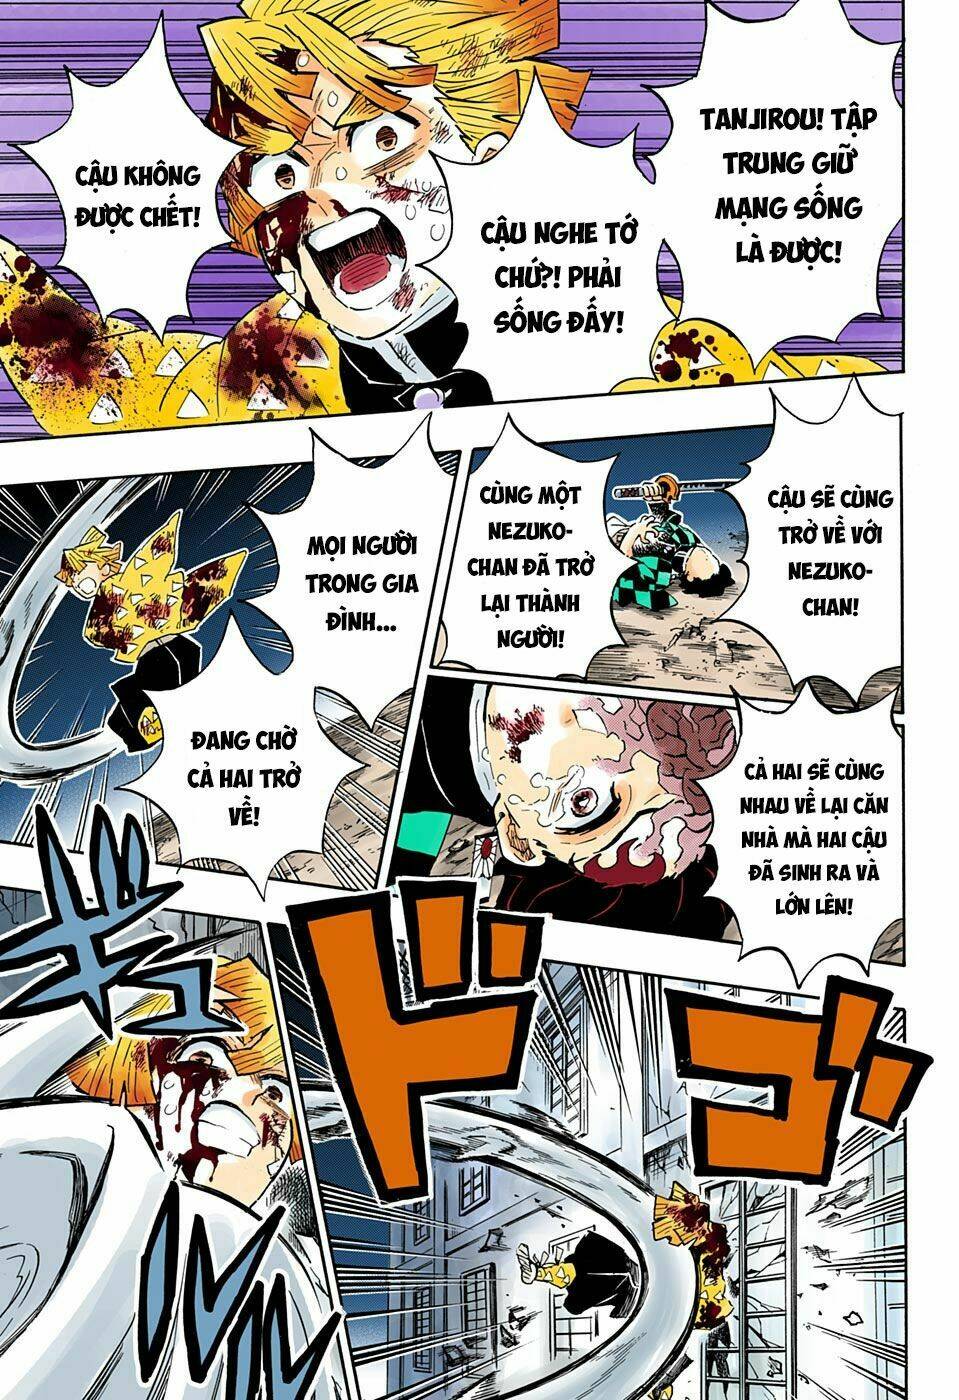 TANJIROU! TẬP
TRUNG GIỮ
MẠNG SỐNG
LÀ ĐƯỢC!
CẬU NGHE TỚ
CHỨ?! PHẢI
SỐNG ĐẤY!
CẬU KHÔNG
ĐƯỢC CHẾT!
CẬU SẼ CÙNG
TRỞ VỀ VỚI
NEZUKO-
CHAN!
CÙNG MỘT
NEZUKO-
CHAN ĐÃ TRỞ
LẠI THÀNH
NGƯỜI!
CẢ HAI SẼ CÙNG
NHAU VỀ LẠI CĂN
NHÀ MÀ HAI CẬU
ĐÃ SINH RA VÀ
LỚN LÊN!
MỌI NGƯỜI
TRONG GIA
ĐÌNH...
ĐANG CHỜ
CẢ HAI TRỞ
VỀ!
ゴッ
ドッ